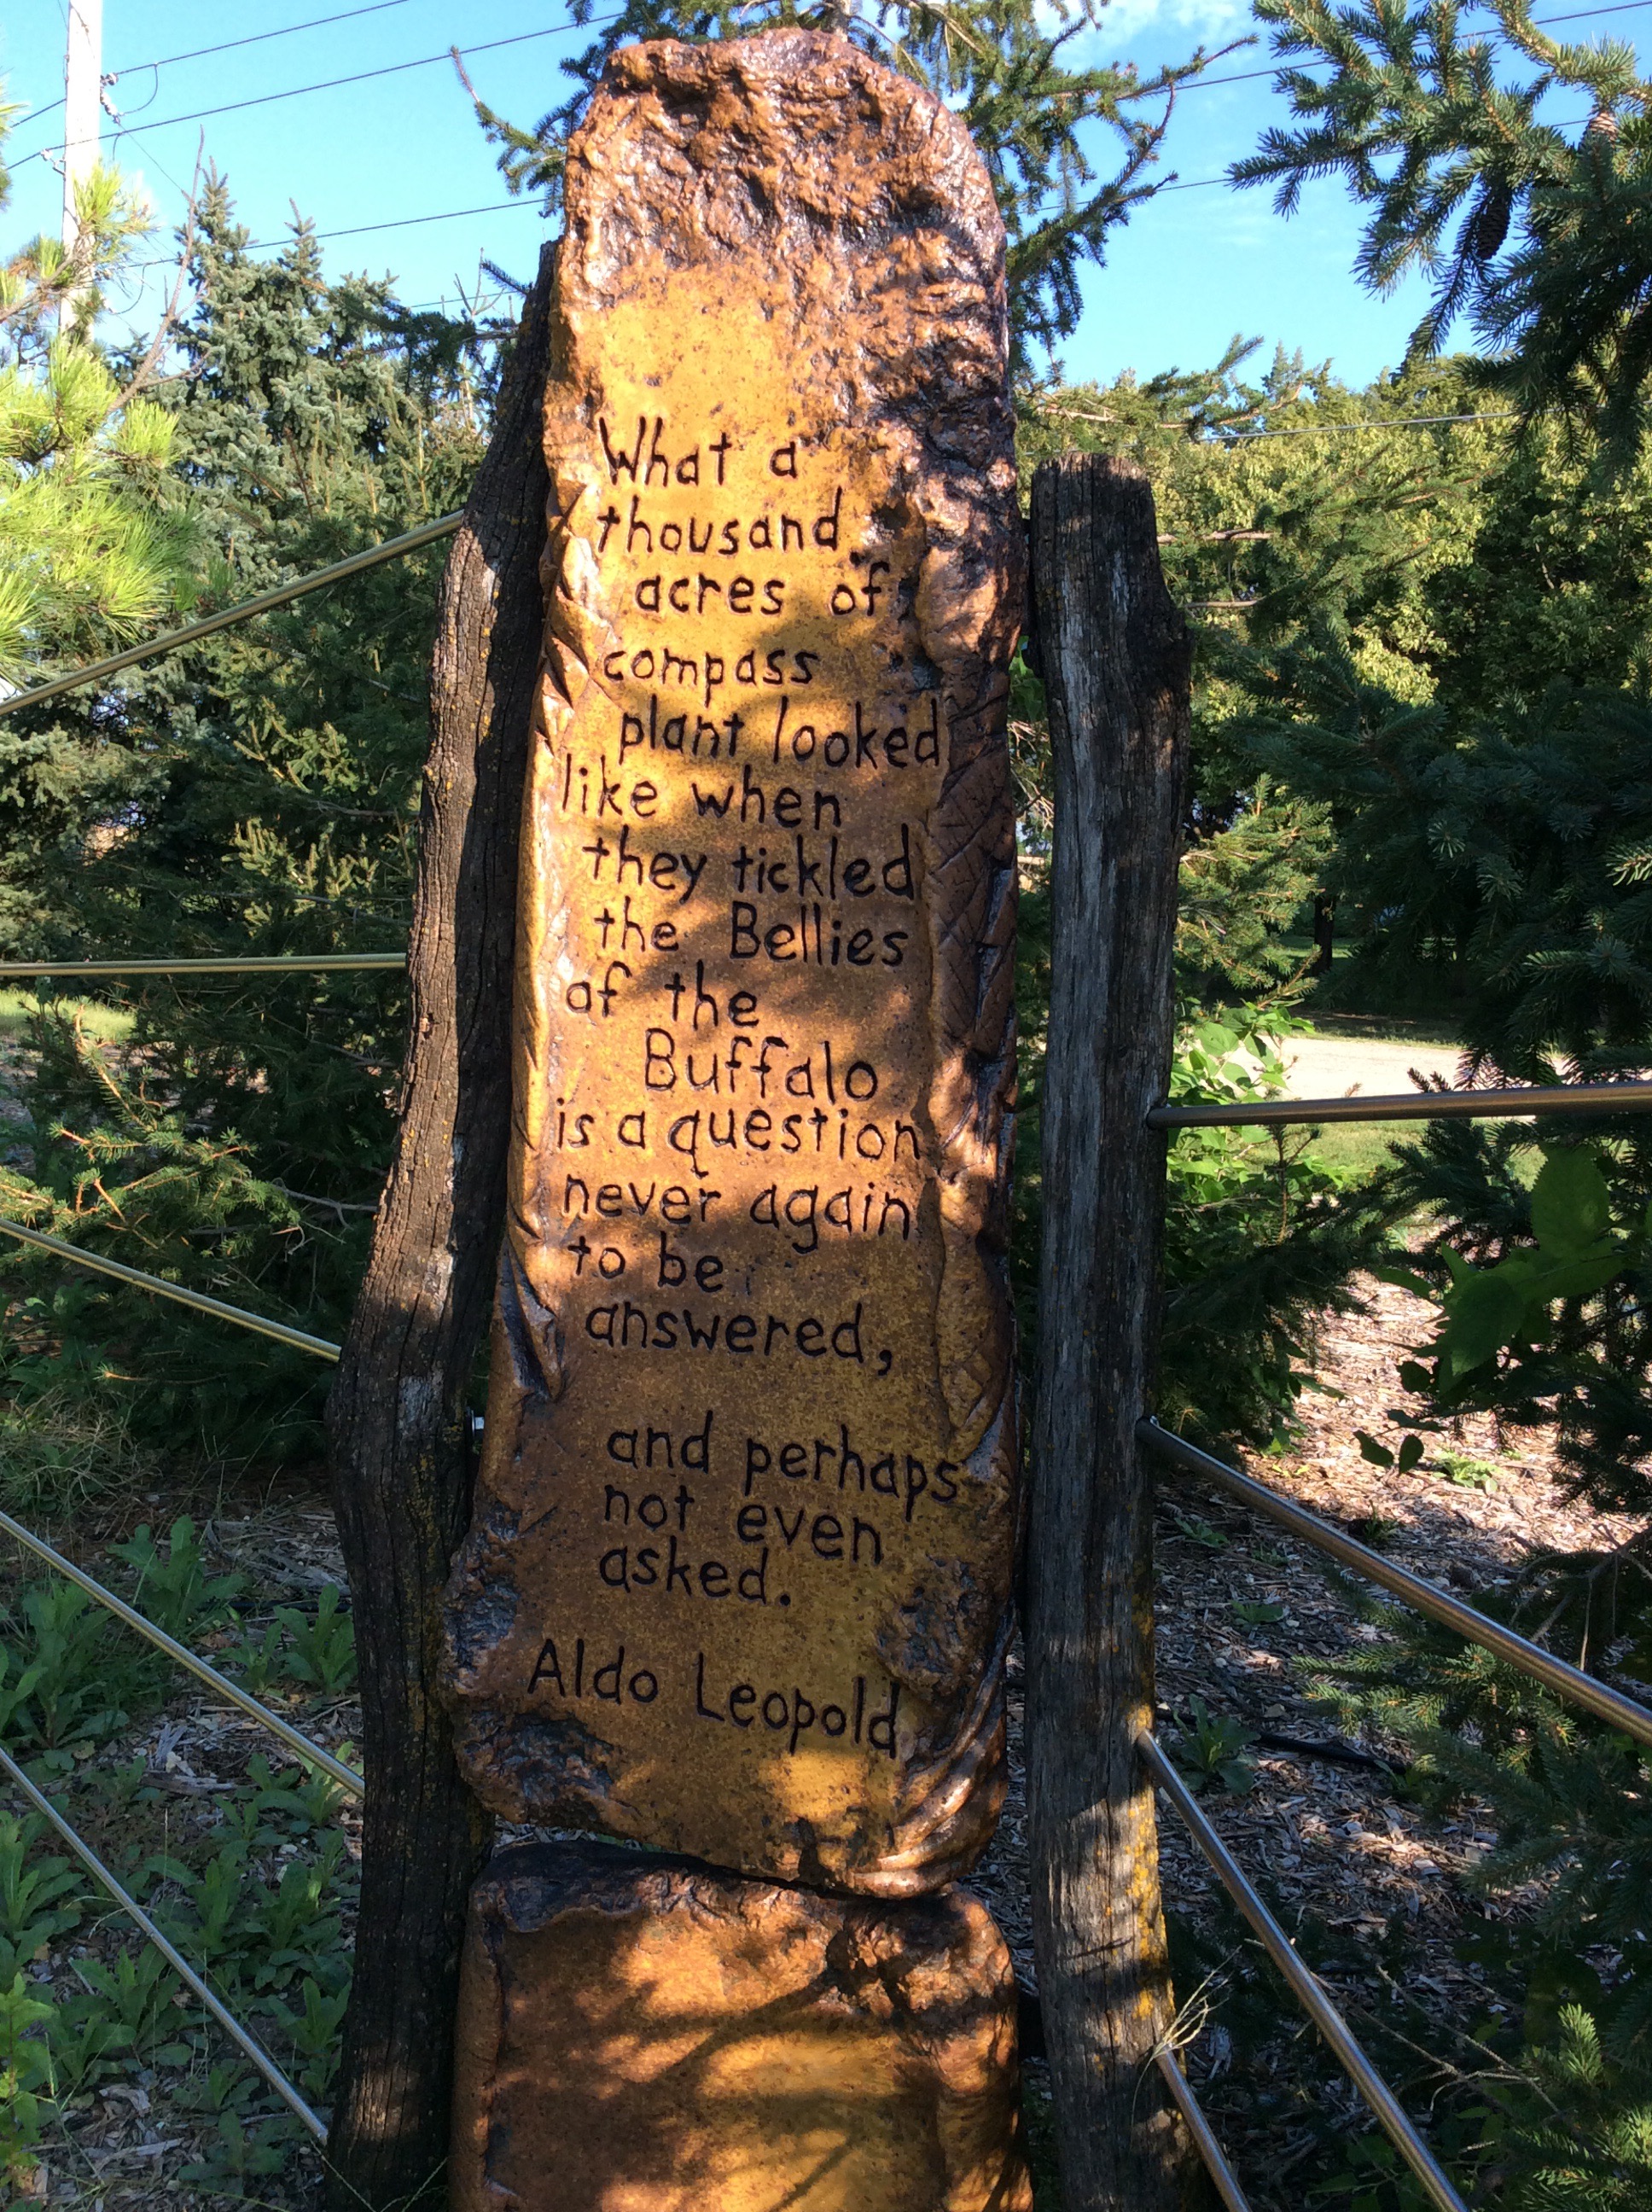 What a
thousand
acres of
compass
plant looked
like when
they tickled
the Bellies
of the
Buffalo
is a question
never again
to be
answered,
and perhaps
not even
asked.
Aldo Leopold